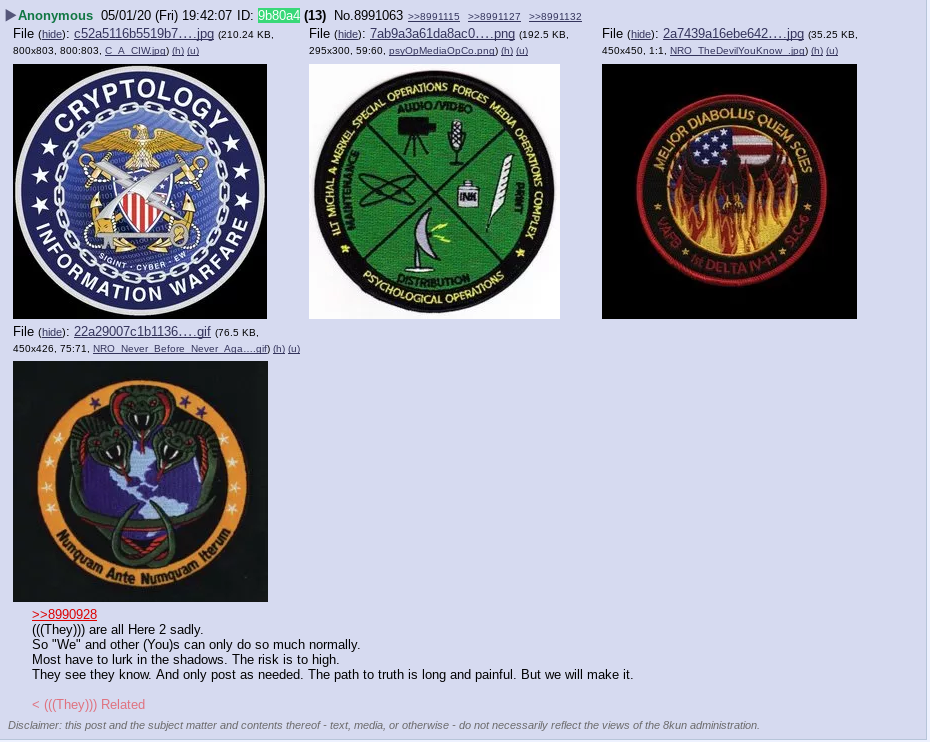 ▶Anonymous 05/01/20 (Fri) 19:42:07 ID: 9b80a4 (13) No.8991063 >>8991115 >>8991127 >>8991132
File (hide): c52a5116b5519b7․․․.jpg (210.24 KB, 800x803, 800:803, C_A_CIW.jpg) (h) (u)
CRYPTOLOGY
SIGINT · CYBER · EW
INFORMATION WARFARE
File (hide): 7ab9a3a61da8ac0․․․.png (192.5 KB, 295x300, 59:60, psyOpMediaOpCo.png) (h) (u)
1LT MICHAL A MERKEL SPECIAL OPERATIONS FORCES MEDIA OPERATIONS COMPLEX
AUDIO/VIDEO
MAINTENANCE
INK
PRINT
DISTRIBUTION
PSYCHOLOGICAL OPERATIONS
File (hide): 2a7439a16ebe642․․․.jpg (35.25 KB, 450x450, 1:1, NRO_TheDevilYouKnow_.jpg) (h) (u)
MELIOR DIABOLUS QUEM SCIES
VAFB 1st DELTA IV-H SLC-6
File (hide): 22a29007c1b1136․․․.gif (76.5 KB, 450x426, 75:71, NRO_Never_Before_Never_Aga….gif) (h) (u)
Nunquam Ante Numquam Iterum
>>8990928
(((They))) are all Here 2 sadly.
So "We" and other (You)s can only do so much normally.
Most have to lurk in the shadows. The risk is to high.
They see they know. And only post as needed. The path to truth is long and painful. But we will make it.
< (((They))) Related
Disclaimer: this post and the subject matter and contents thereof - text, media, or otherwise - do not necessarily reflect the views of the 8kun administration.